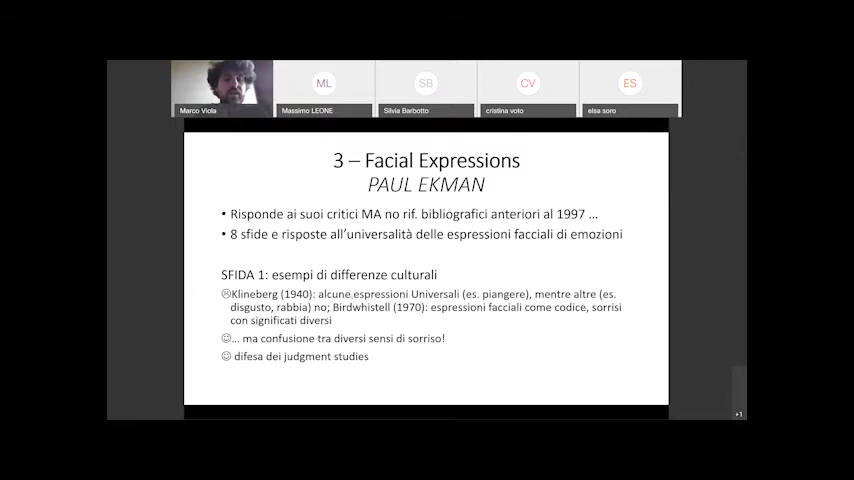 ML
SB
CV
ES
Marco Viola
Massimo LEONE
Silvia Barbotto
cristina voto
elsa soro
3 – Facial Expressions
PAUL EKMAN
• Risponde ai suoi critici MA no rif. bibliografici anteriori al 1997 ...
• 8 sfide e risposte all'universalità delle espressioni facciali di emozioni
SFIDA 1: esempi di differenze culturali
☹Klineberg (1940): alcune espressioni Universali (es. piangere), mentre altre (es.
disgusto, rabbia) no; Birdwhistell (1970): espressioni facciali come codice, sorrisi
con significati diversi
☺... ma confusione tra diversi sensi di sorriso!
☺ difesa dei judgment studies
+1